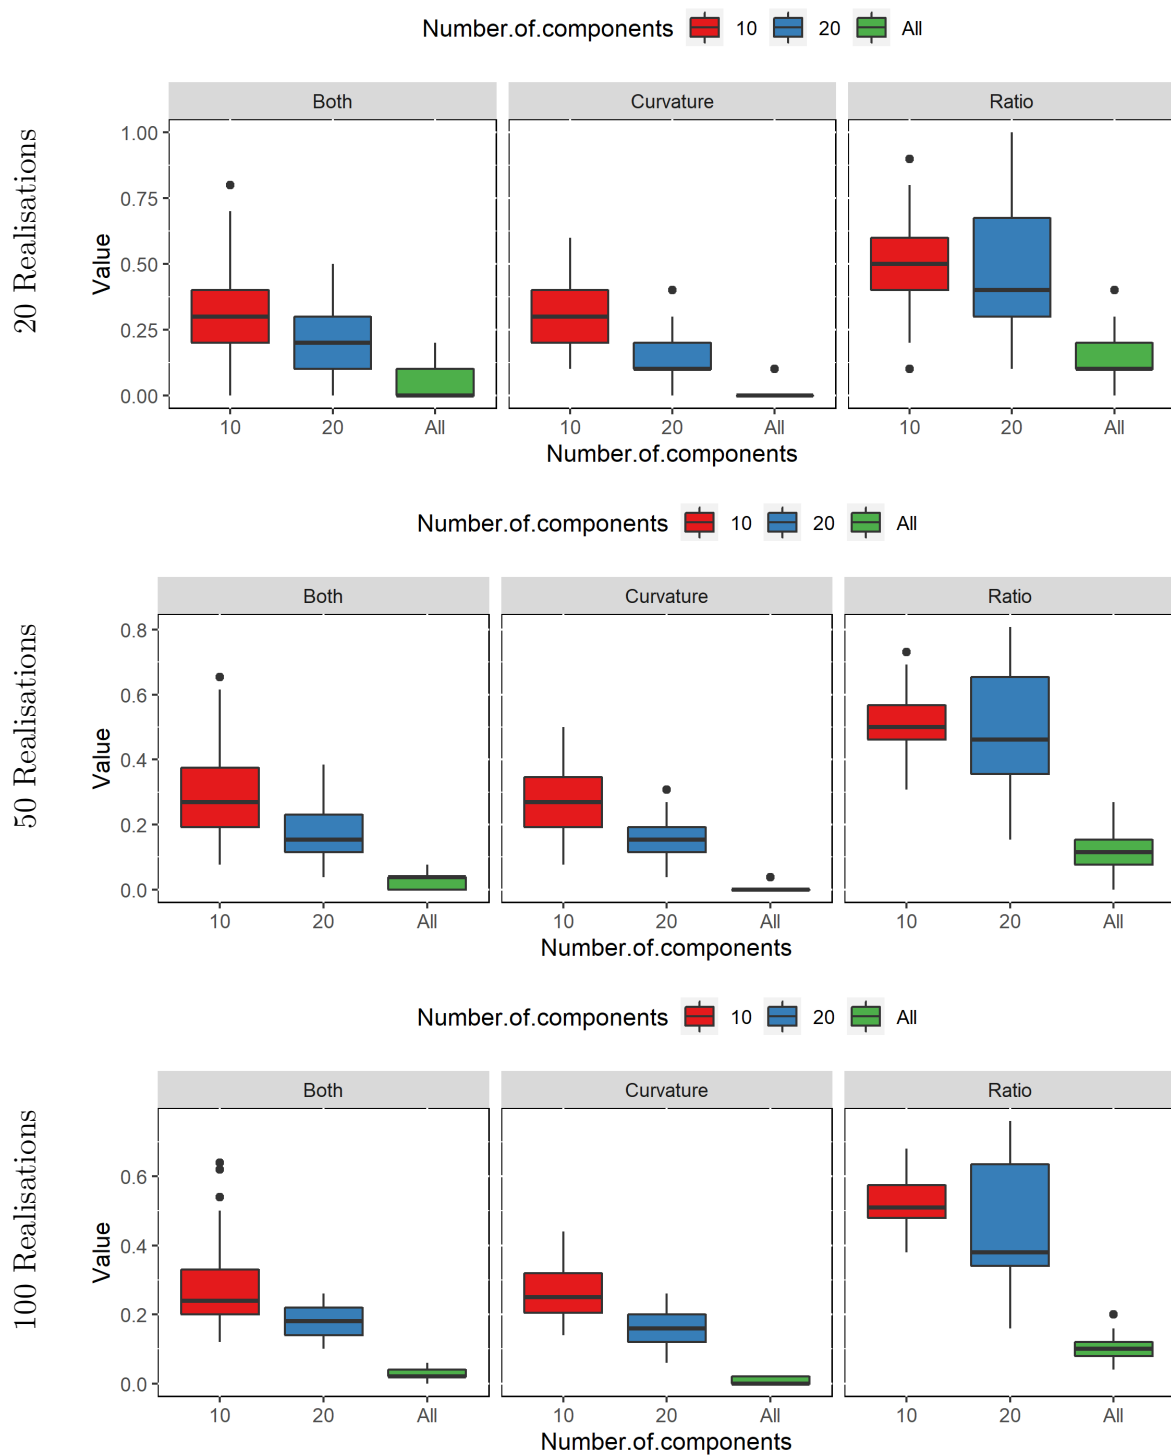 Number.of.components 10 20 All
Both Curvature Ratio
20 Realisations
Value
1.00
0.75
0.50
0.25
0.00
10 20 All 10 20 All 10 20 All
Number.of.components
Number.of.components 10 20 All
Both Curvature Ratio
50 Realisations
Value
0.8
0.6
0.4
0.2
0.0
10 20 All 10 20 All 10 20 All
Number.of.components
Number.of.components 10 20 All
Both Curvature Ratio
100 Realisations
Value
0.6
0.4
0.2
0.0
10 20 All 10 20 All 10 20 All
Number.of.components